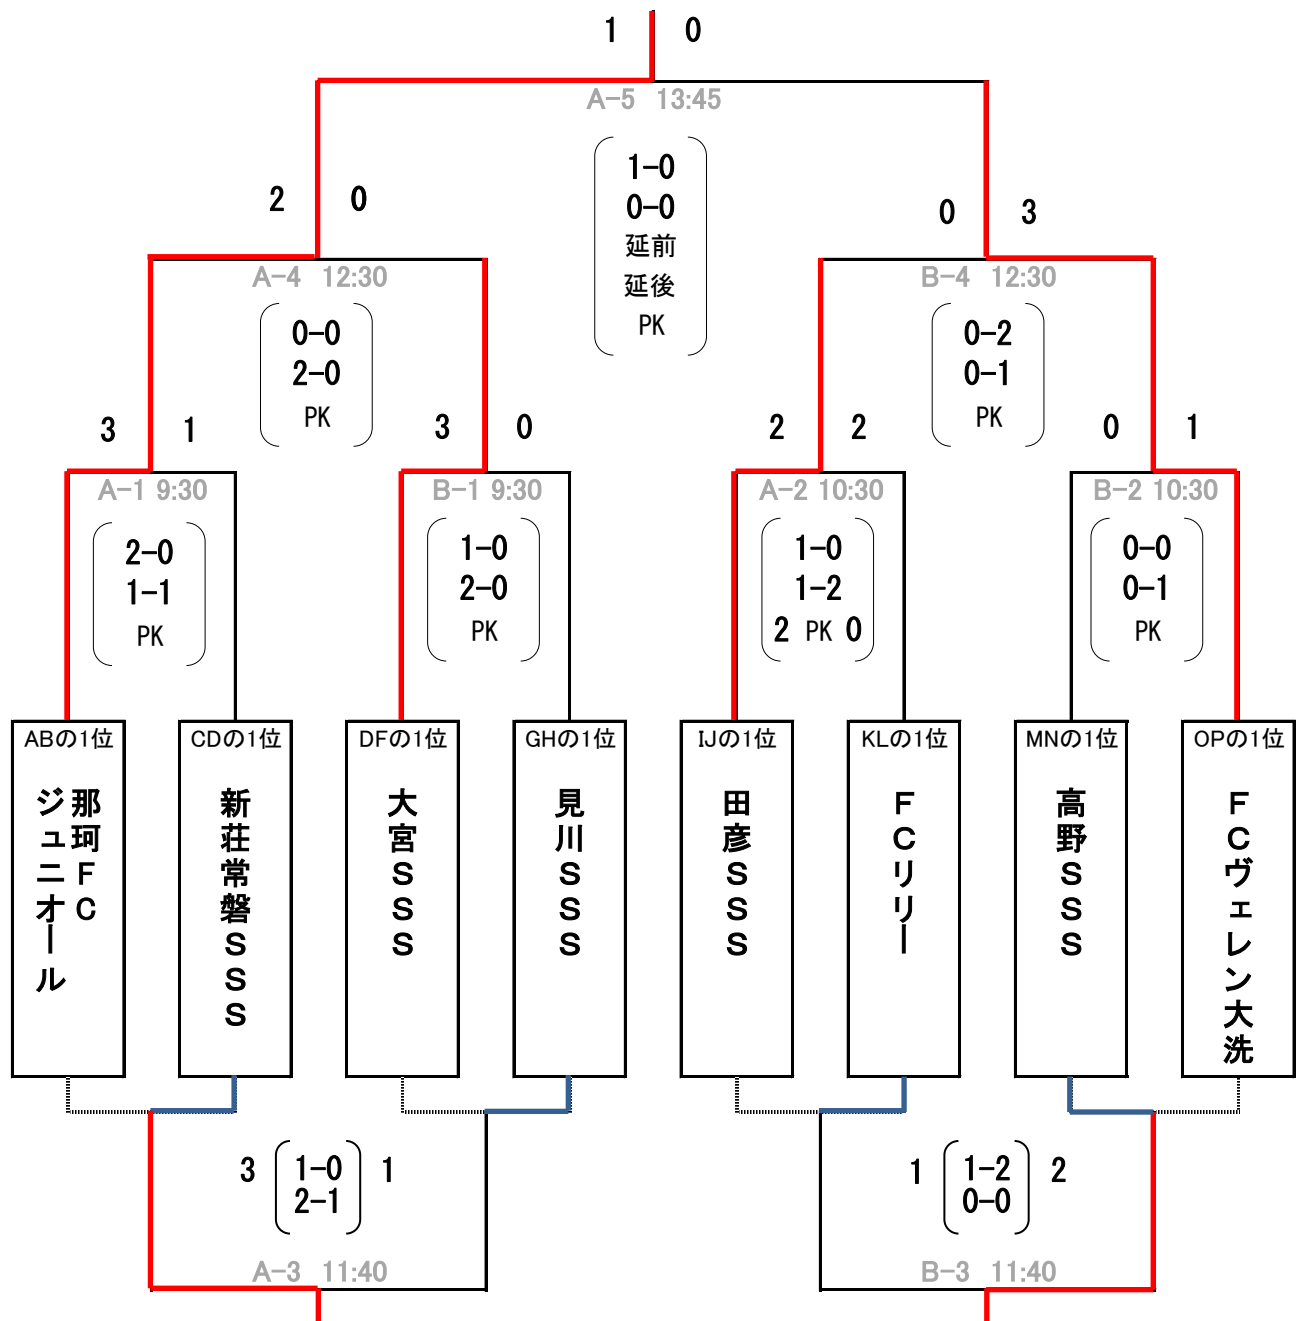 1 0
A-5 13:45
1-0
0-0
延前
延後
PK
2 0
0 3
A-4 12:30
B-4 12:30
0-0
2-0
PK
0-2
0-1
PK
3 1
3 0
2 2
0 1
A-1 9:30
B-1 9:30
A-2 10:30
B-2 10:30
2-0
1-1
PK
1-0
2-0
PK
1-0
1-2
2 PK 0
0-0
0-1
PK
ABの1位
那珂FC
ジュニオール
CDの1位
新荘常磐SSS
DFの1位
大宮SSS
GHの1位
見川SSS
IJの1位
田彦SSS
KLの1位
FCリリー
MNの1位
高野SSS
OPの1位
FCヴェレン大洗
3 1-0 1
2-1
1 1-2 2
0-0
A-3 11:40
B-3 11:40